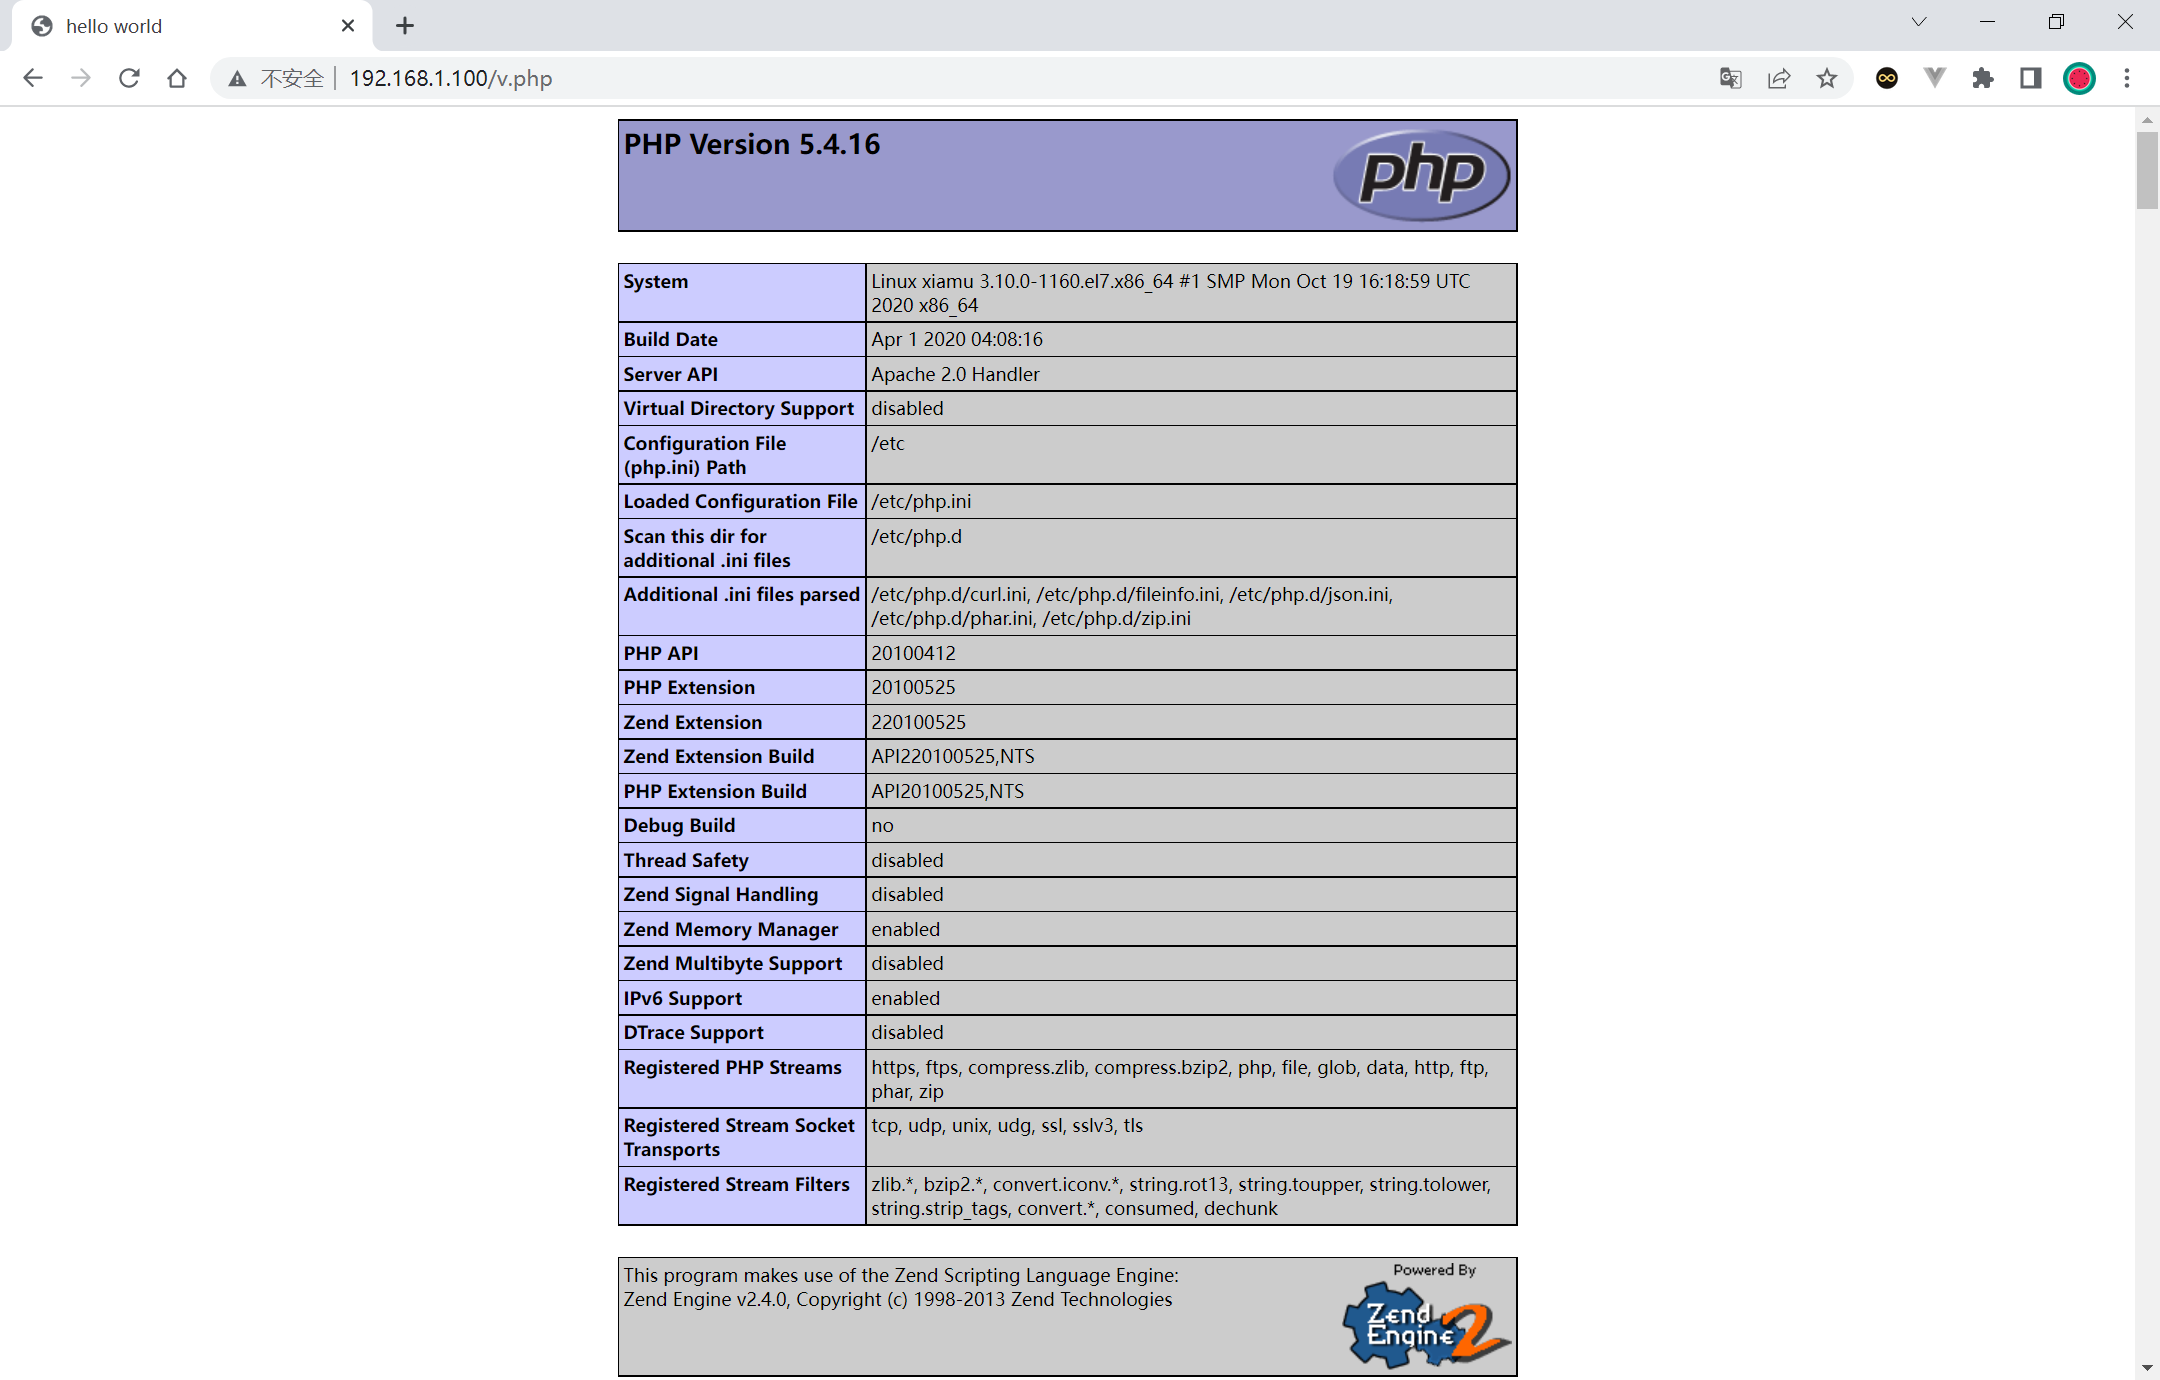 hello world
不安全 192.168.1.100/v.php
PHP Version 5.4.16
php
System Linux xiamu 3.10.0-1160.el7.x86_64 #1 SMP Mon Oct 19 16:18:59 UTC
2020 x86_64
Build Date Apr 1 2020 04:08:16
Server API Apache 2.0 Handler
Virtual Directory Support disabled
Configuration File /etc
(php.ini) Path
Loaded Configuration File /etc/php.ini
Scan this dir for /etc/php.d
additional .ini files
Additional .ini files parsed /etc/php.d/curl.ini, /etc/php.d/fileinfo.ini, /etc/php.d/json.ini,
/etc/php.d/phar.ini, /etc/php.d/zip.ini
PHP API 20100412
PHP Extension 20100525
Zend Extension 220100525
Zend Extension Build API220100525,NTS
PHP Extension Build API20100525,NTS
Debug Build no
Thread Safety disabled
Zend Signal Handling disabled
Zend Memory Manager enabled
Zend Multibyte Support disabled
IPv6 Support enabled
DTrace Support disabled
Registered PHP Streams https, ftps, compress.zlib, compress.bzip2, php, file, glob, data, http, ftp,
phar, zip
Registered Stream Socket tcp, udp, unix, udg, ssl, sslv3, tls
Transports
Registered Stream Filters zlib.*, bzip2.*, convert.iconv.*, string.rot13, string.toupper, string.tolower,
string.strip_tags, convert.*, consumed, dechunk
This program makes use of the Zend Scripting Language Engine:
Zend Engine v2.4.0, Copyright (c) 1998-2013 Zend Technologies
Powered By
Zend
Engine 2